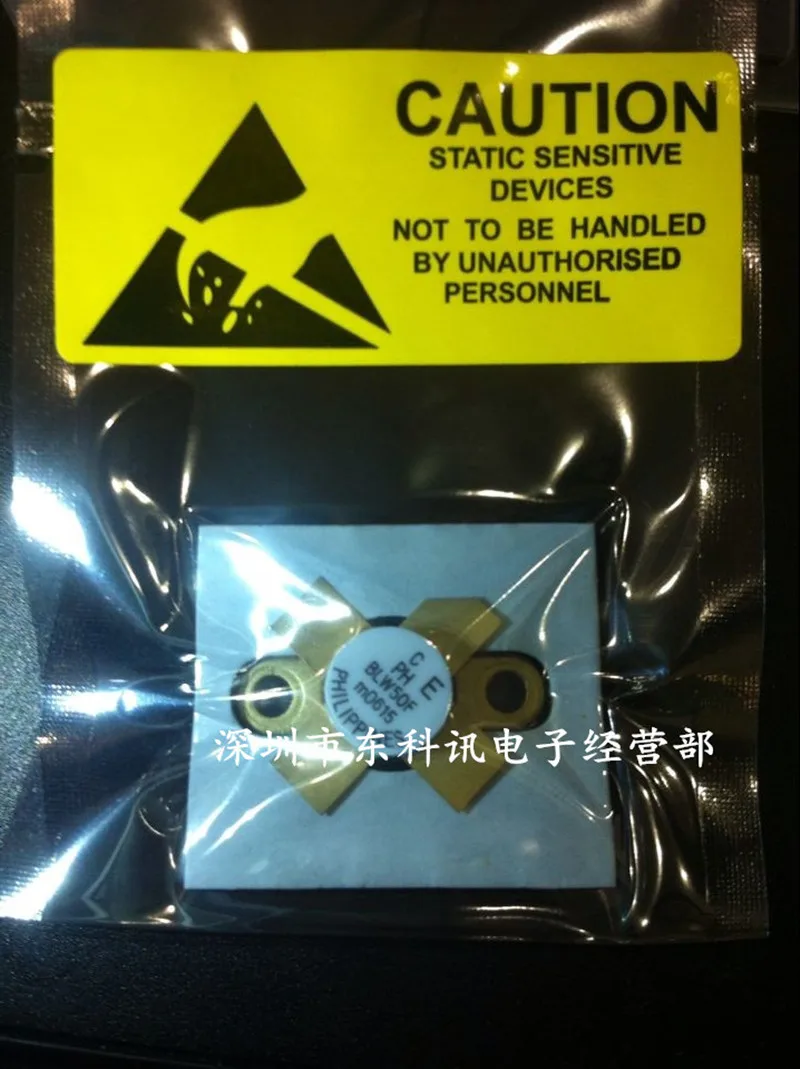 CAUTION
STATIC SENSITIVE
DEVICES
NOT TO BE HANDLED
BY UNAUTHORISED
PERSONNEL
C E
PH
BLW50F
m0615
深圳市东科讯电子经营部